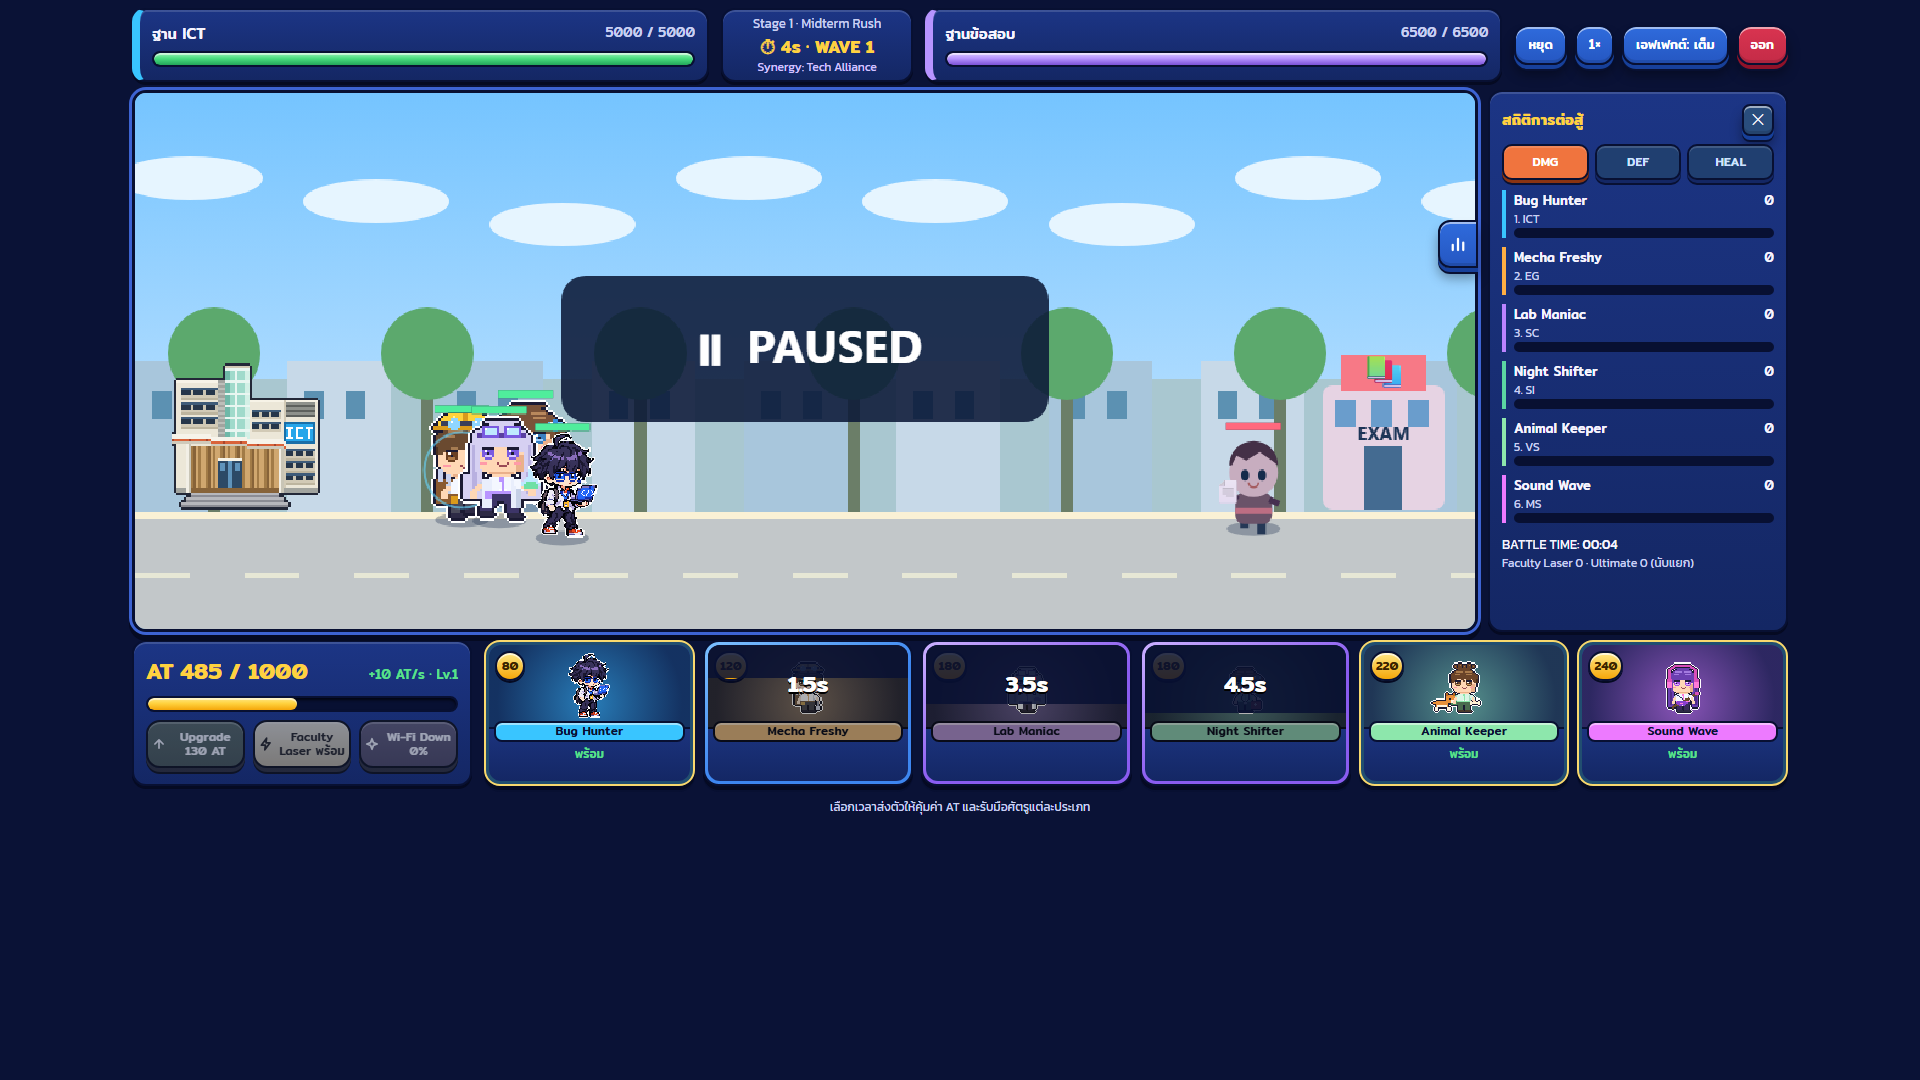 ฐาน ICT
5000 / 5000
Stage 1 · Midterm Rush
4s · WAVE 1
Synergy: Tech Alliance
ฐานข้อสอบ
6500 / 6500
หยุด
1×
เอฟเฟกต์: เต็ม
ออก
PAUSED
ICT
EXAM
สถิติการต่อสู้
DMG
DEF
HEAL
Bug Hunter 0
1. ICT
Mecha Freshy 0
2. EG
Lab Maniac 0
3. SC
Night Shifter 0
4. SI
Animal Keeper 0
5. VS
Sound Wave 0
6. MS
BATTLE TIME: 00:04
Faculty Laser 0 · Ultimate 0 (นับแยก)
AT 485 / 1000
+10 AT/s · Lv.1
Upgrade
130 AT
Faculty
Laser พร้อม
Wi-Fi Down
0%
80
Bug Hunter
พร้อม
120
1.5s
Mecha Freshy
180
3.5s
Lab Maniac
180
4.5s
Night Shifter
220
Animal Keeper
พร้อม
240
Sound Wave
พร้อม
เลือกเวลาส่งตัวให้คุ้มค่า AT และรับมือศัตรูแต่ละประเภท